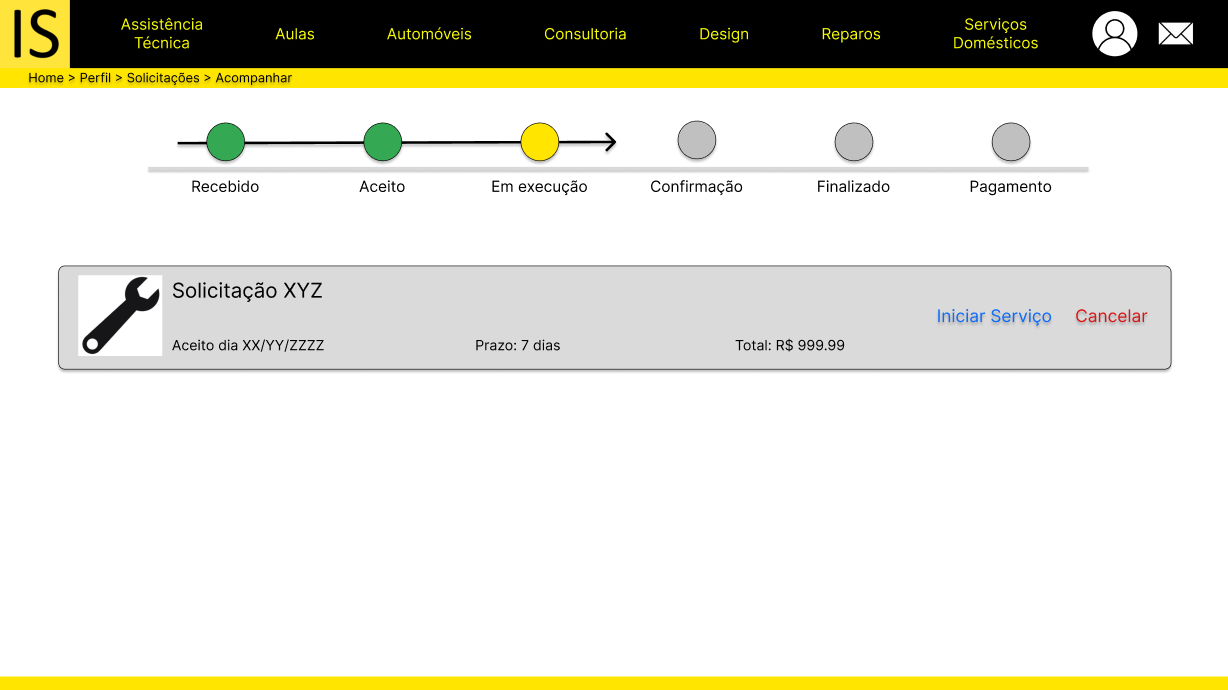 IS
Assistência
Técnica
Aulas
Automóveis
Consultoria
Design
Reparos
Serviços
Domésticos
Home > Perfil > Solicitações > Acompanhar
Recebido
Aceito
Em execução
Confirmação
Finalizado
Pagamento
Solicitação XYZ
Iniciar Serviço
Cancelar
Aceito dia XX/YY/ZZZZ
Prazo: 7 dias
Total: R$ 999.99